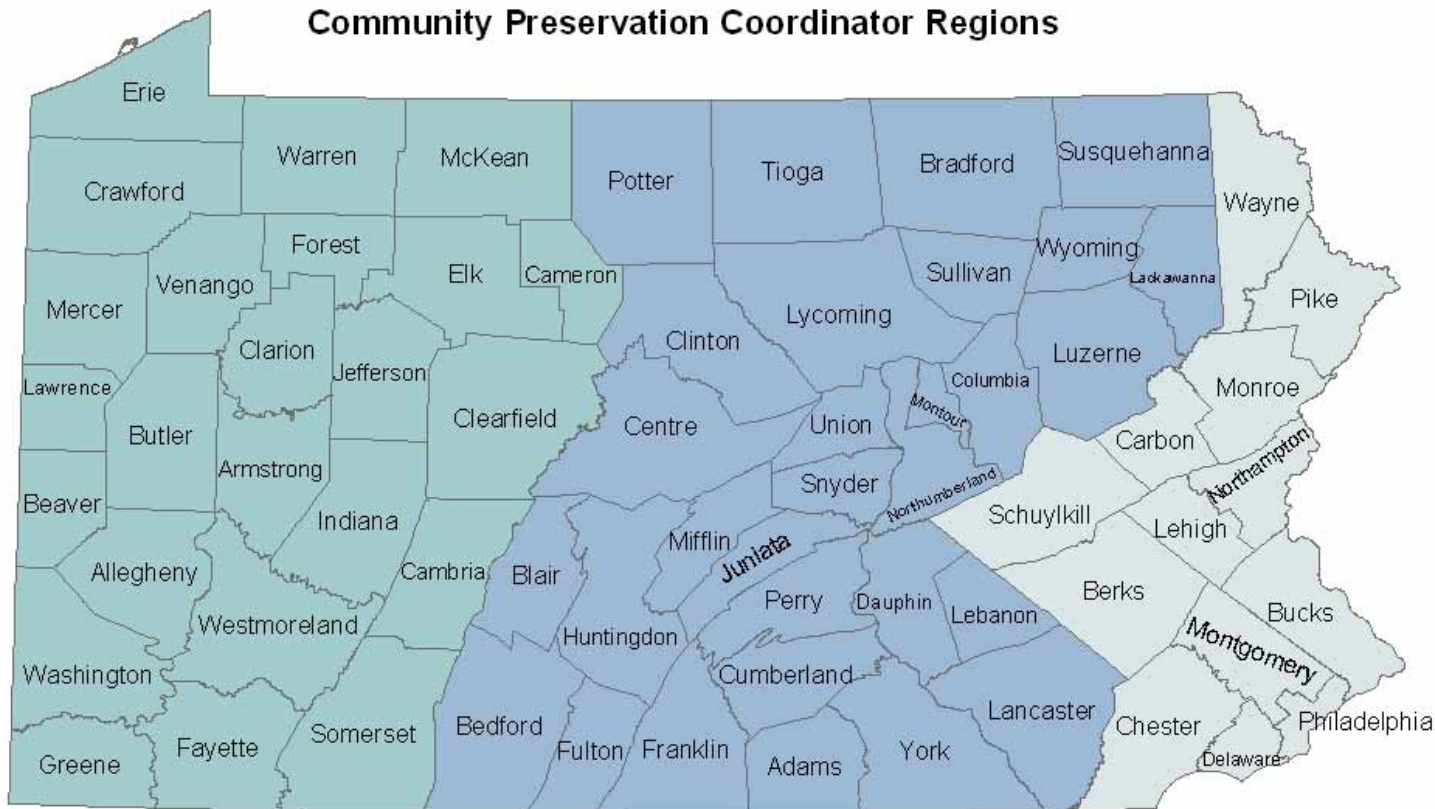 Community Preservation Coordinator Regions
Erie
Warren
McKean
Potter
Tioga
Bradford
Susquehanna
Crawford
Wayne
Forest
Elk
Cameron
Sullivan
Wyoming
Lackawanna
Venango
Mercer
Pike
Lycoming
Clinton
Clarion
Luzerne
Jefferson
Lawrence
Columbia
Monroe
Montour
Clearfield
Centre
Union
Butler
Carbon
Armstrong
Northampton
Snyder
Northumberland
Beaver
Indiana
Schuylkill
Lehigh
Mifflin
Juniata
Allegheny
Cambria
Blair
Perry
Dauphin
Lebanon
Berks
Bucks
Westmoreland
Huntingdon
Montgomery
Washington
Cumberland
Lancaster
Bedford
Somerset
Chester
Philadelphia
Fayette
Fulton
Franklin
York
Greene
Adams
Delaware